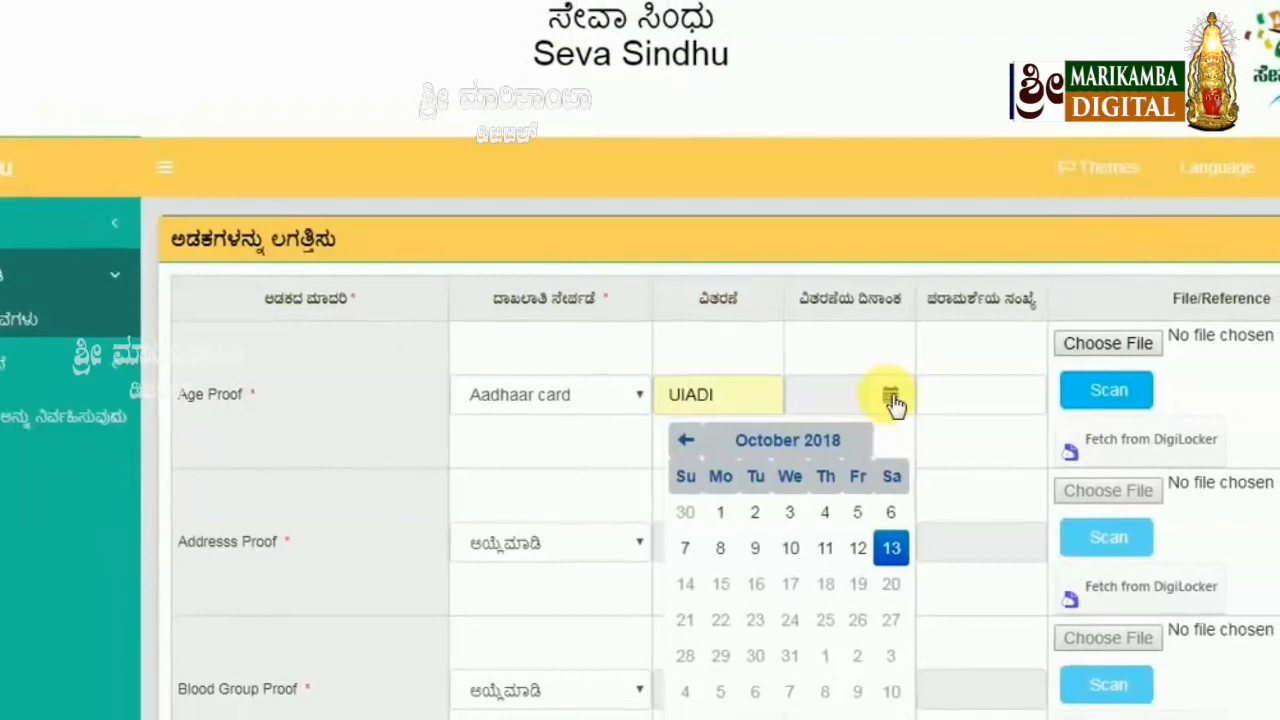 ಸೇವಾ ಸಿಂಧು
Seva Sindhu
ಶ್ರೀ MARIKAMBA
DIGITAL
Themes Language
ಅಡಕಗಳನ್ನು ಲಗತ್ತಿಸು
ಅಡಕದ ಮಾದರಿ * ದಾಖಲಾತಿ ನೇರ್ಪಡೆ * ವಿತರಣೆ ವಿತರಣೆಯ ದಿನಾಂಕ ಪರಾಮರ್ಶೆಯ ಸಂಖ್ಯೆ File/Reference
Choose File No file chosen
Age Proof * Aadhaar card UIADI Scan
Fetch from DigiLocker
October 2018
Su Mo Tu We Th Fr Sa
30 1 2 3 4 5 6
7 8 9 10 11 12 13
14 15 16 17 18 19 20
21 22 23 24 25 26 27
28 29 30 31 1 2 3
4 5 6 7 8 9 10
Choose File No file chosen
Addresss Proof * ಆಯ್ಕೆಮಾಡಿ Scan
Fetch from DigiLocker
Choose File No file chosen
Blood Group Proof * ಆಯ್ಕೆಮಾಡಿ Scan
ಅನ್ನು ನಿರ್ವಹಿಸುವುದು